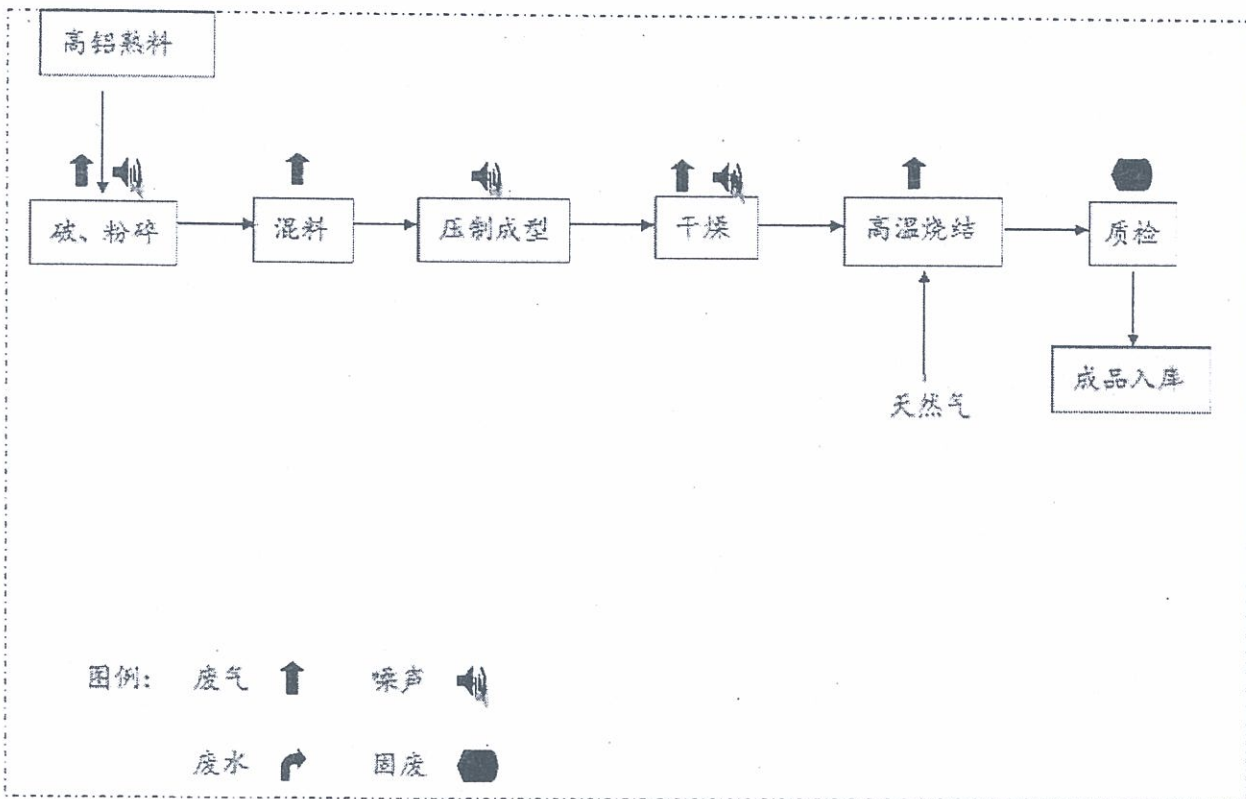 高铝熟料
破、粉碎
混料
压制成型
干燥
高温烧结
质检
天然气
成品入库
图例: 废气 噪声
废水 固废